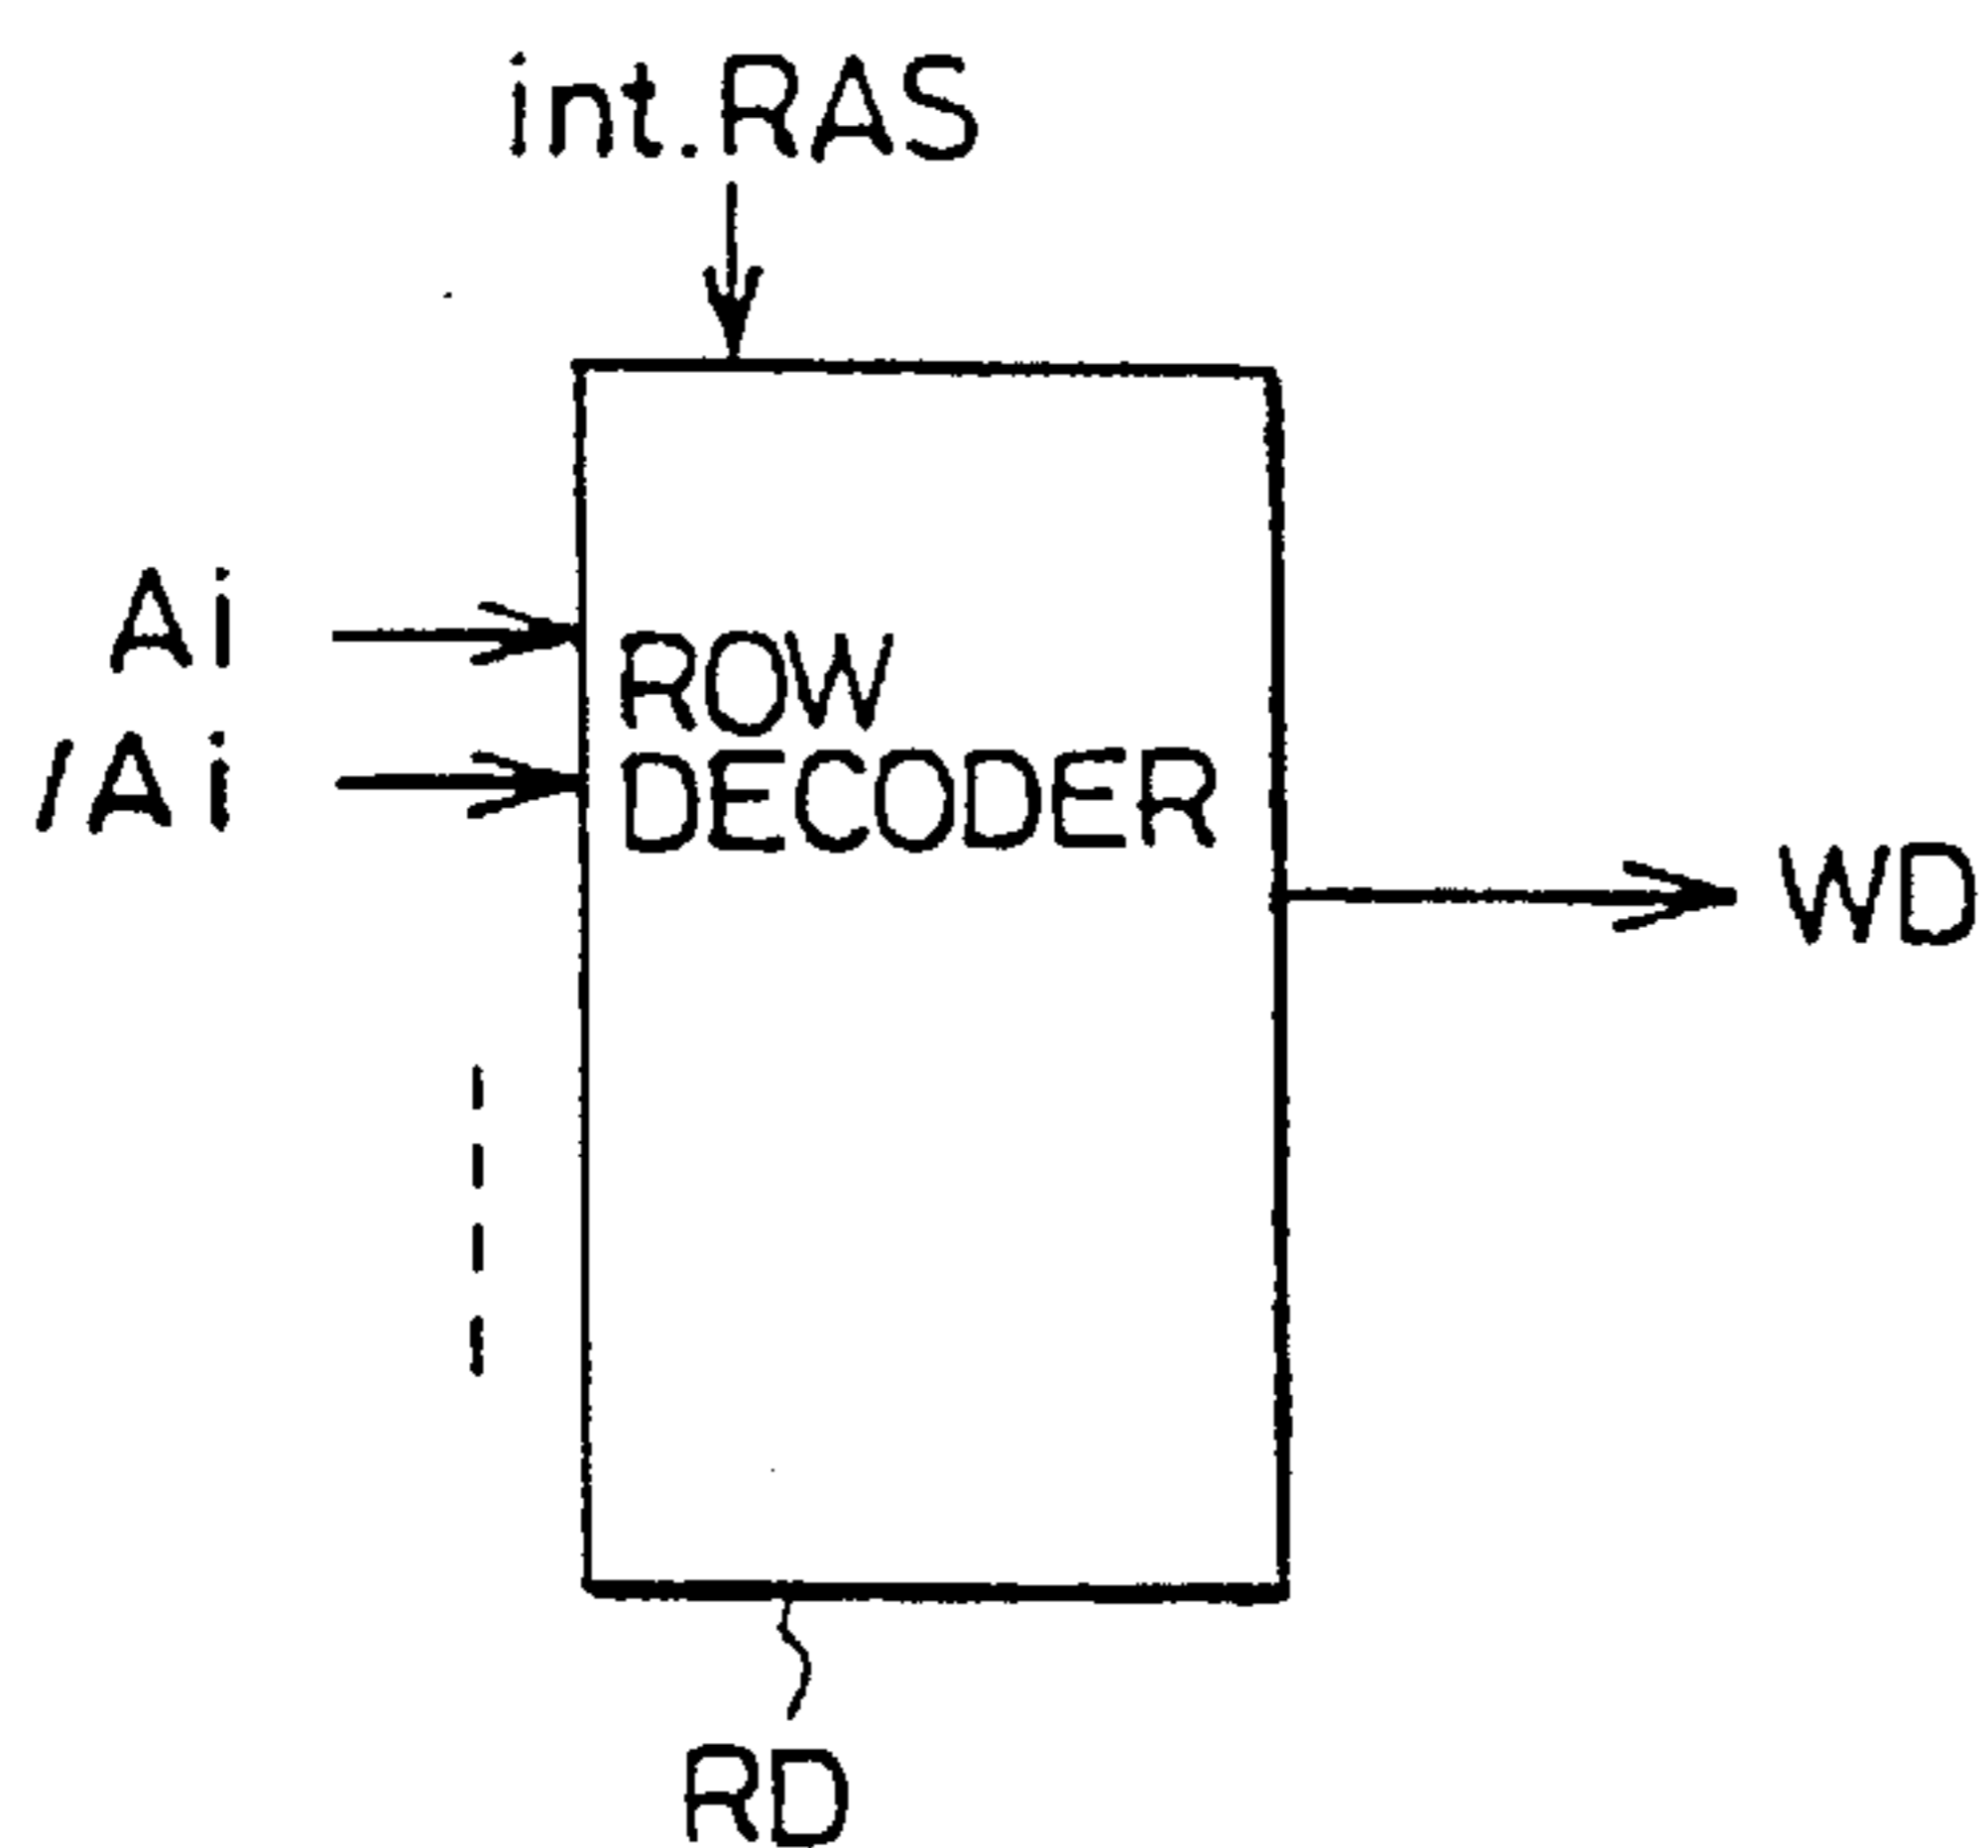 int.RAS
Ai
/Ai
ROW
DECODER
WD
RD